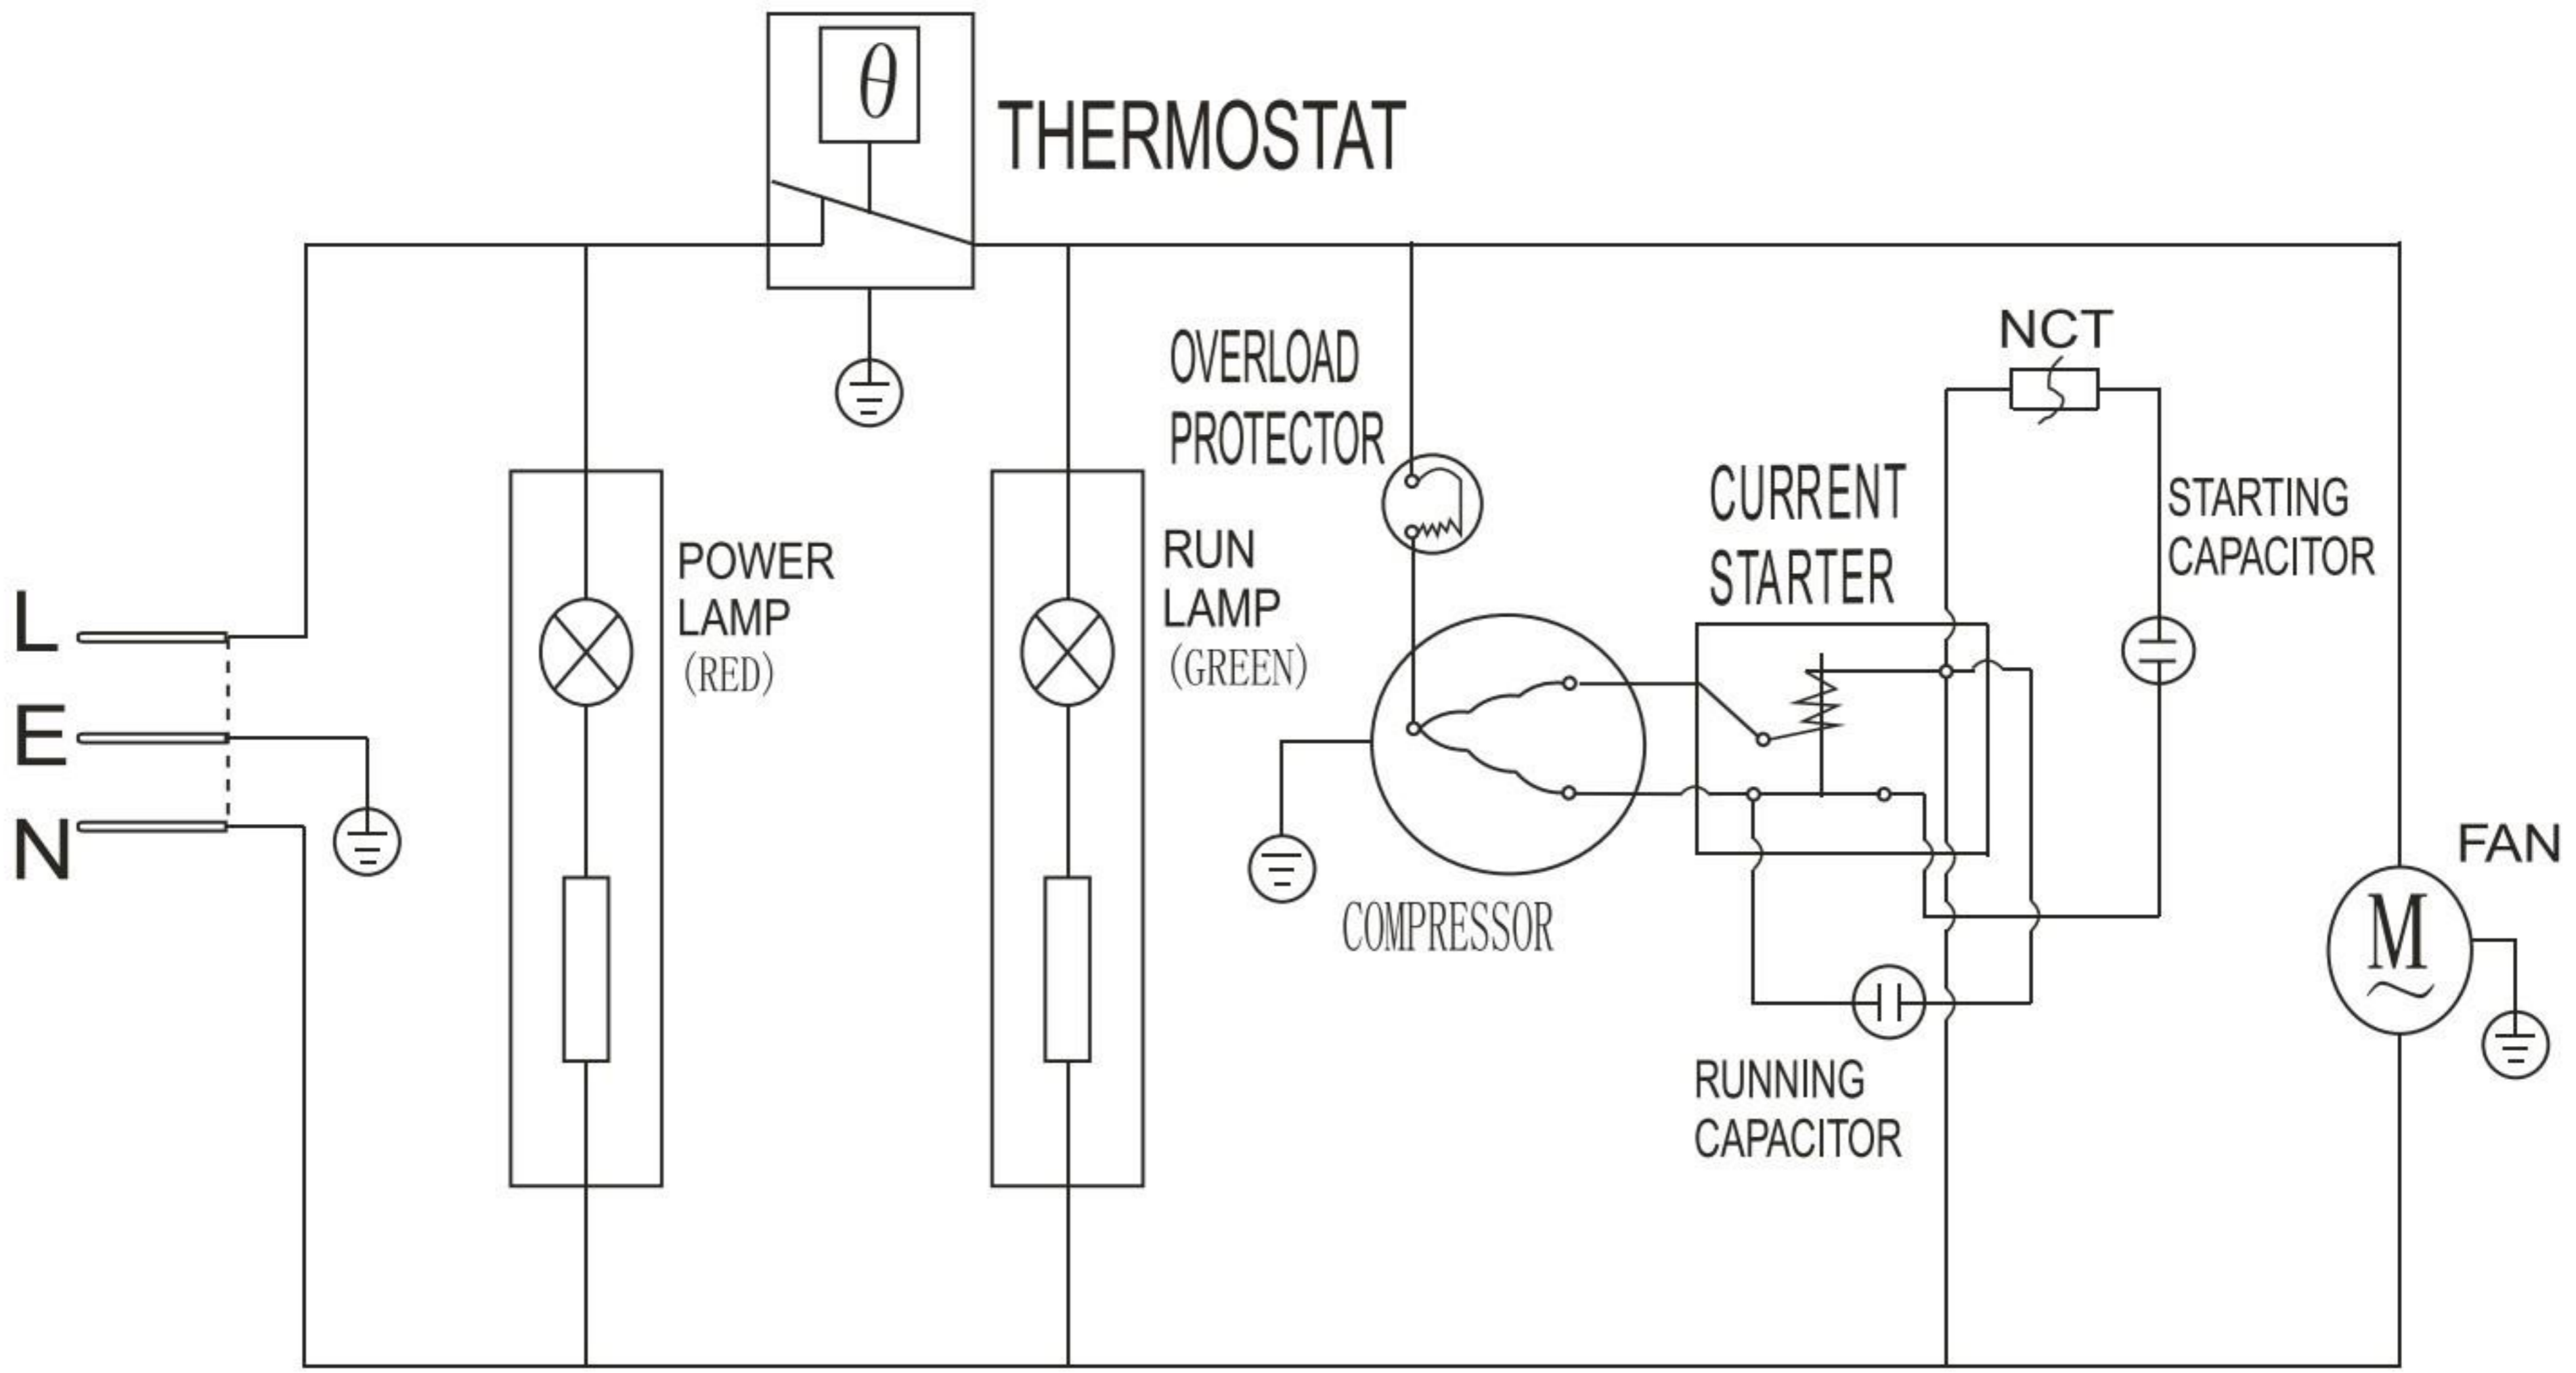 θ
THERMOSTAT
NCT
OVERLOAD
PROTECTOR
CURRENT
STARTER
STARTING
CAPACITOR
POWER
LAMP
(RED)
RUN
LAMP
(GREEN)
L
E
N
COMPRESSOR
FAN
M
~
RUNNING
CAPACITOR